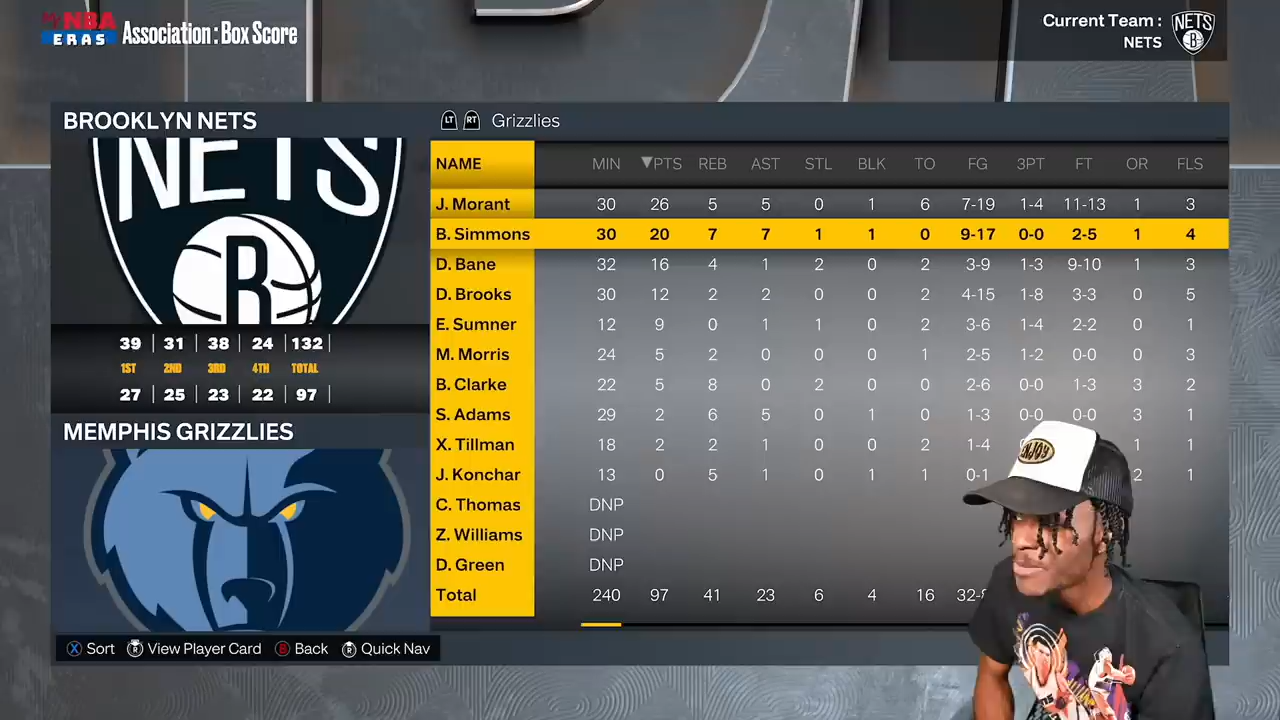 MyNBA ERAS Association : Box Score
Current Team :
NETS
NETS
B
BROOKLYN NETS
NETS
B
39 31 38 24 132
1ST 2ND 3RD 4TH TOTAL
27 25 23 22 97
MEMPHIS GRIZZLIES
LT RT Grizzlies
NAME MIN PTS REB AST STL BLK TO FG 3PT FT OR FLS
J. Morant 30 26 5 5 0 1 6 7-19 1-4 11-13 1 3
B. Simmons 30 20 7 7 1 1 0 9-17 0-0 2-5 1 4
D. Bane 32 16 4 1 2 0 2 3-9 1-3 9-10 1 3
D. Brooks 30 12 2 2 0 0 2 4-15 1-8 3-3 0 5
E. Sumner 12 9 0 1 1 0 2 3-6 1-4 2-2 0 1
M. Morris 24 5 2 0 0 0 1 2-5 1-2 0-0 0 3
B. Clarke 22 5 8 0 2 0 0 2-6 0-0 1-3 3 2
S. Adams 29 2 6 5 0 1 0 1-3 0-0 0-0 3 1
X. Tillman 18 2 2 1 0 0 2 1-4 1 1
J. Konchar 13 0 5 1 0 1 1 0-1 2 1
C. Thomas DNP
Z. Williams DNP
D. Green DNP
Total 240 97 41 23 6 4 16
ENJOY
X Sort R View Player Card B Back R Quick Nav